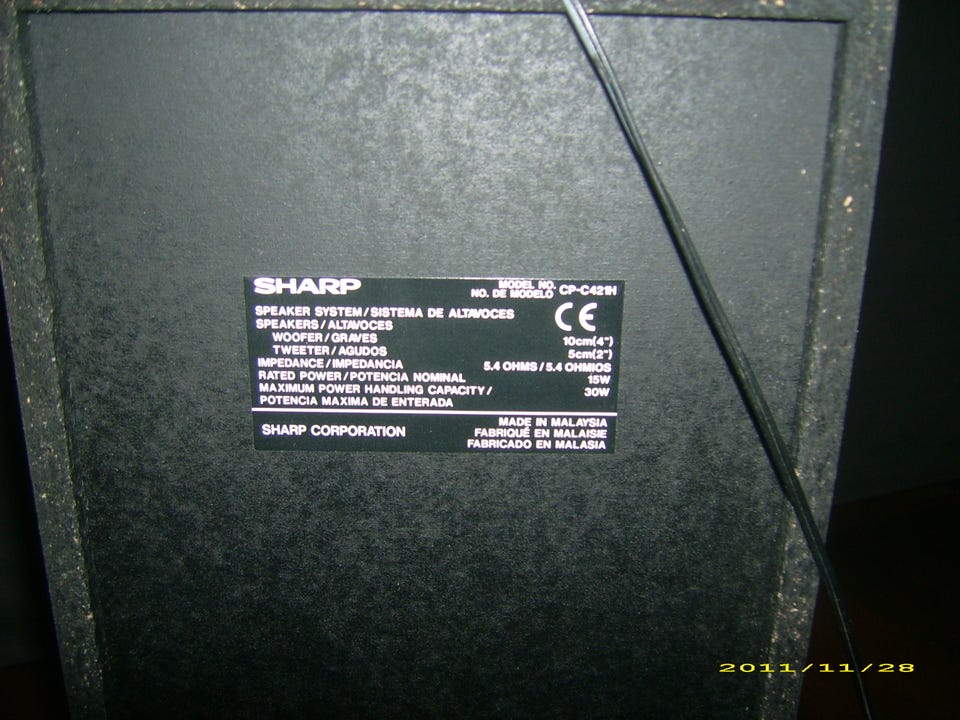 SHARP
MODEL NO. CP-C421H
NO. DE MODELO
SPEAKER SYSTEM/SISTEMA DE ALTAVOCES
CE
SPEAKERS/ALTAVOCES
WOOFER/GRAVES 10cm(4")
TWEETER/AGUDOS 5cm(2")
IMPEDANCE/IMPEDANCIA 5.4 OHMS/5.4 OHMIOS
RATED POWER/POTENCIA NOMINAL 15W
MAXIMUM POWER HANDLING CAPACITY/ 30W
POTENCIA MAXIMA DE ENTERADA
SHARP CORPORATION
MADE IN MALAYSIA
FABRIQUÉ EN MALAISIE
FABRICADO EN MALASIA
2011/11/28